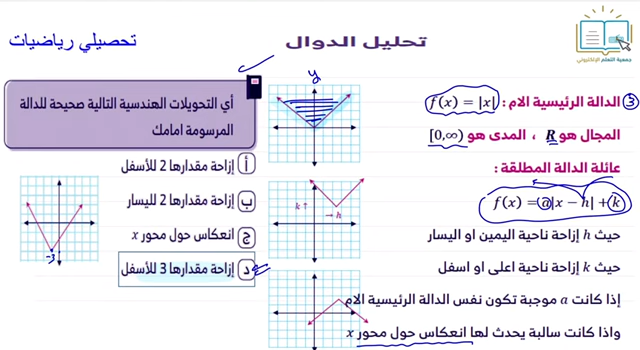 تحصيلي رياضيات
تحليل الدوال
جمعية التعلم الإلكتروني
3 الدالة الرئيسية الام : f(x) = |x|
المجال هو R ، المدى هو [0,∞)
عائلة الدالة المطلقة :
f(x) = a|x − h| + k
حيث h إزاحة ناحية اليمين او اليسار
حيث k إزاحة ناحية اعلى او اسفل
إذا كانت a موجبة تكون نفس الدالة الرئيسية الام
واذا كانت سالبة يحدث لها انعكاس حول محور x
y
k ↑
→ h
أي التحويلات الهندسية التالية صحيحة للدالة
المرسومة امامك
أ إزاحة مقدارها 2 للأسفل
ب إزاحة مقدارها 2 لليسار
ج انعكاس حول محور x
د إزاحة مقدارها 3 للأسفل
-3